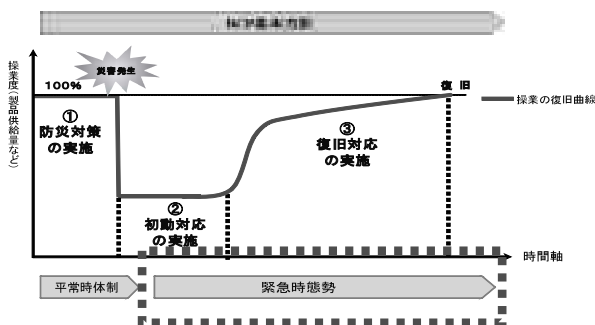 災害発生
操業度(製品供給量など)
100%
復 旧
操業の復旧曲線
①
防災対策
の実施
③
復旧対応
の実施
②
初動対応
の実施
時間軸
平常時体制
緊急時態勢